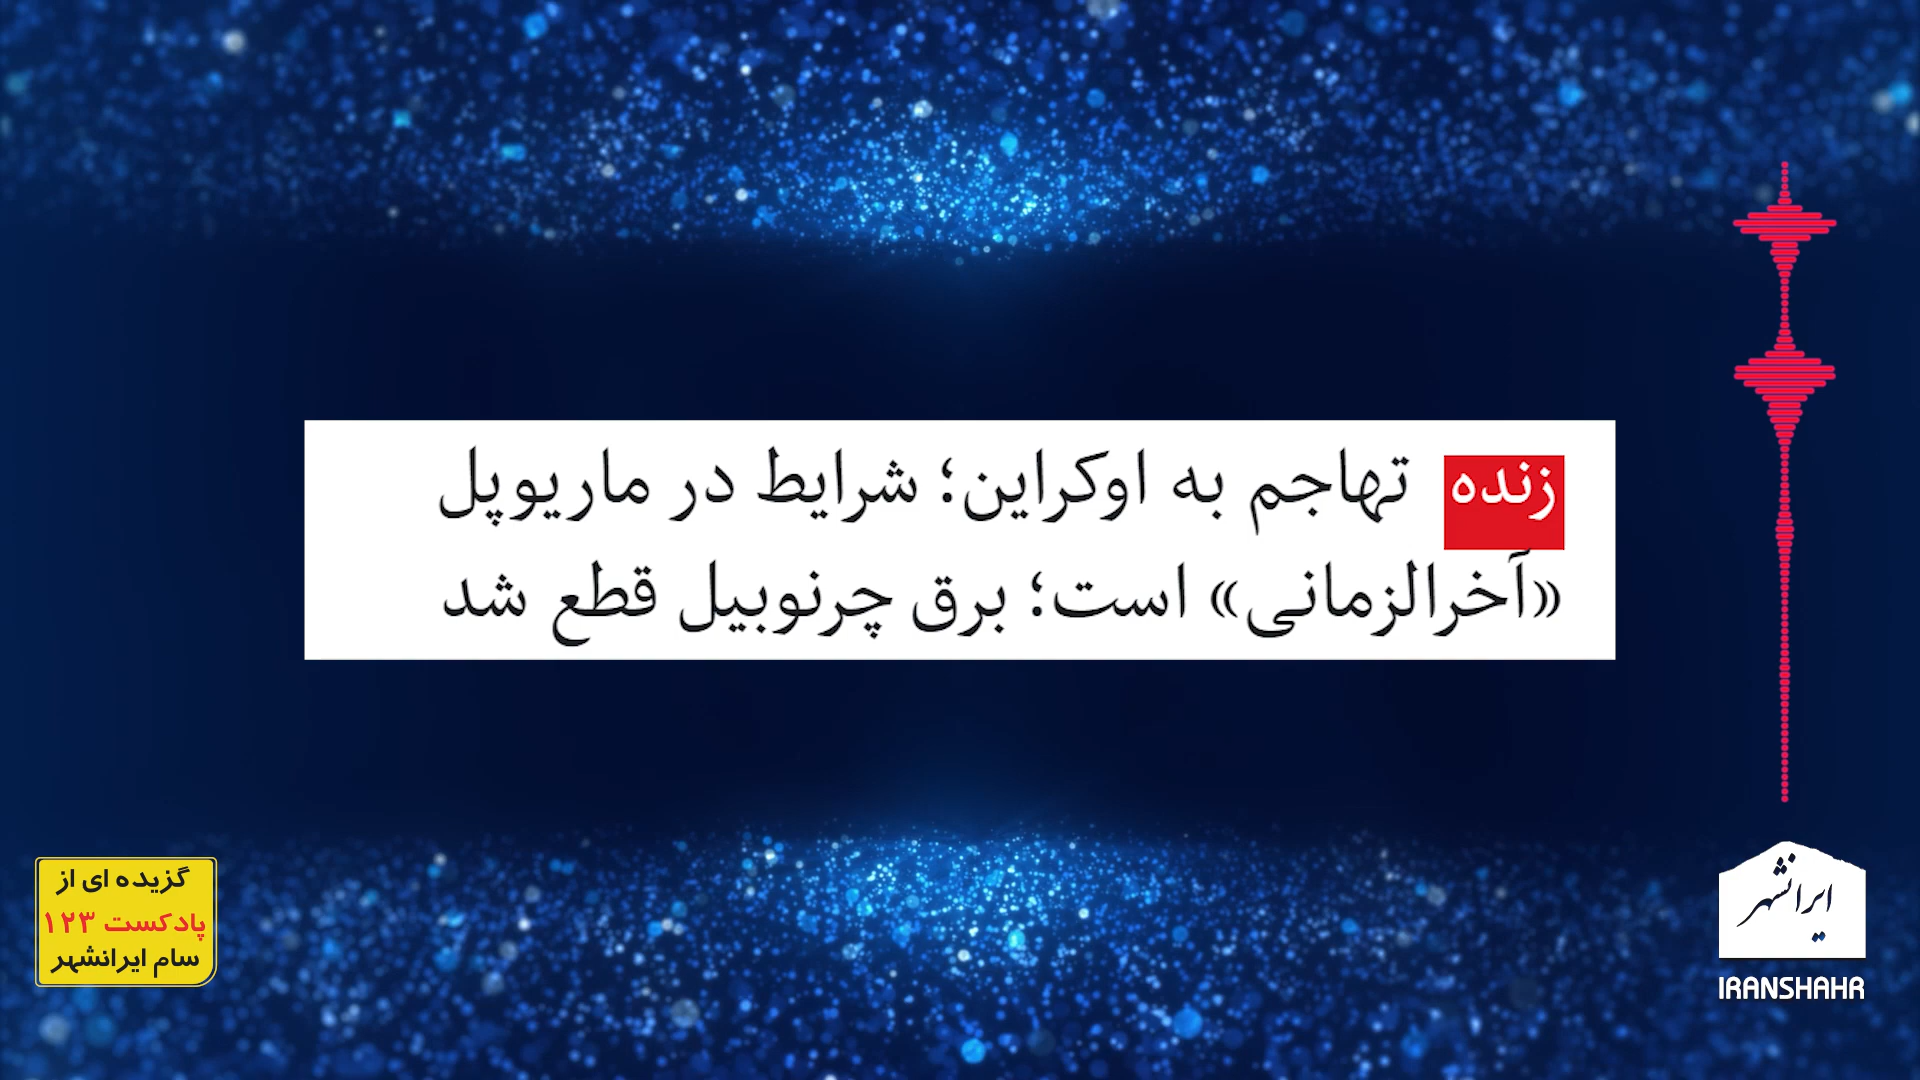 زنده تهاجم به اوکراین؛ شرایط در ماریوپل
«آخرالزمانی» است؛ برق چرنوبیل قطع شد
گزیده ای از
پادکست ۱۲۳
سام ایرانشهر
ایرانشهر
IRANSHAHR